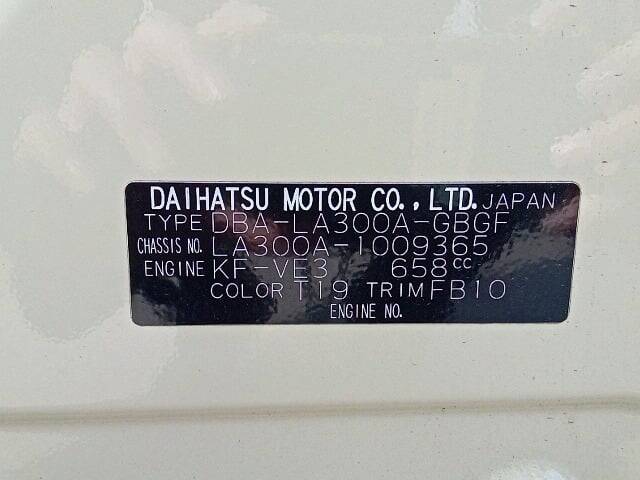 DAIHATSU MOTOR CO., LTD. JAPAN
TYPE DBA-LA300A-GBGF
CHASSIS NO. LA300A-1009365
ENGINE KF-VE3 658cc
COLOR T19 TRIM FB10
ENGINE NO.